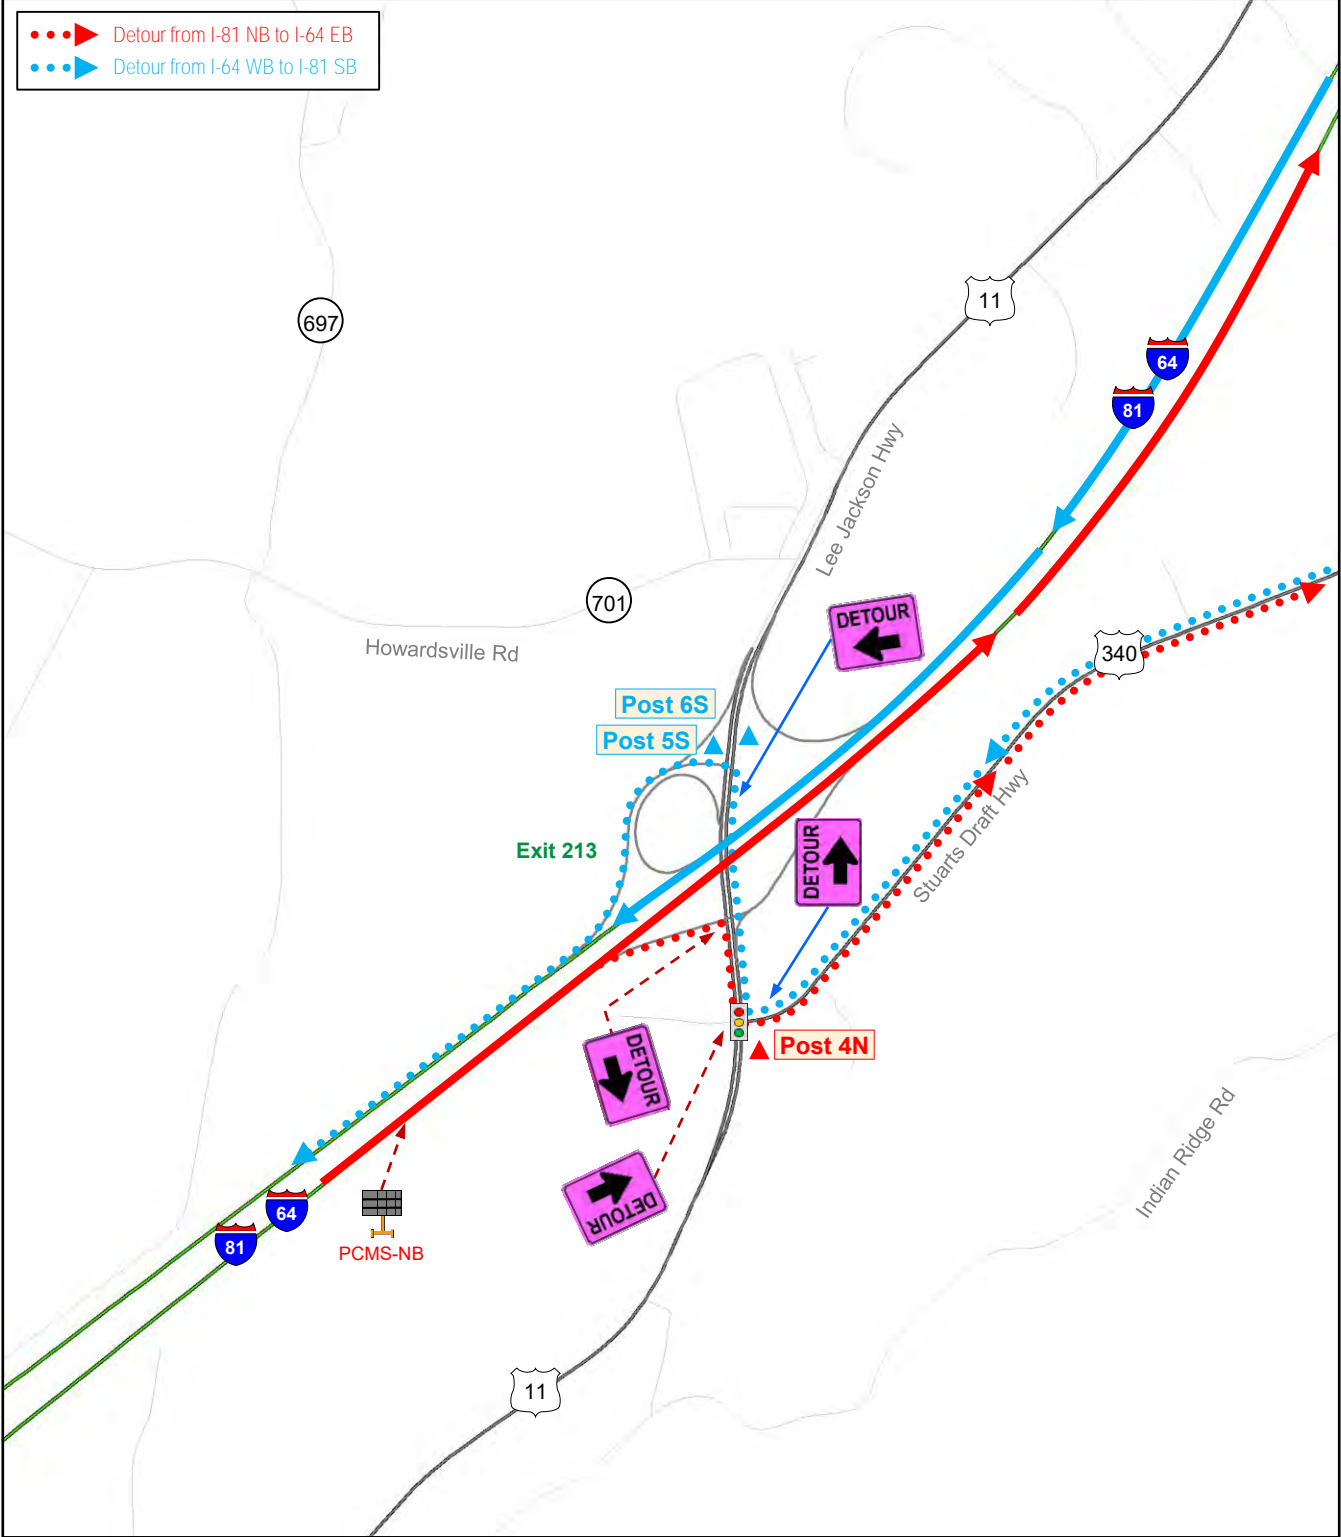 Detour from I-81 NB to I-64 EB
Detour from I-64 WB to I-81 SB
11
697
64
81
Lee Jackson Hwy
701
DETOUR
Howardsville Rd
340
Post 6S
Post 5S
Stuarts Draft Hwy
DETOUR
Exit 213
DETOUR
Post 4N
Indian Ridge Rd
DETOUR
64
81
PCMS-NB
11